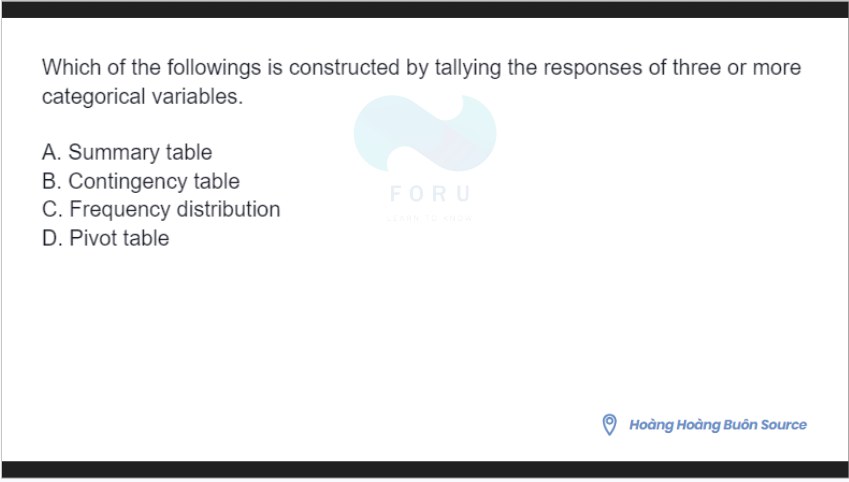 Which of the followings is constructed by tallying the responses of three or more
categorical variables.
A. Summary table
B. Contingency table
C. Frequency distribution
D. Pivot table
FORU
Hoàng Hoàng Buôn Source